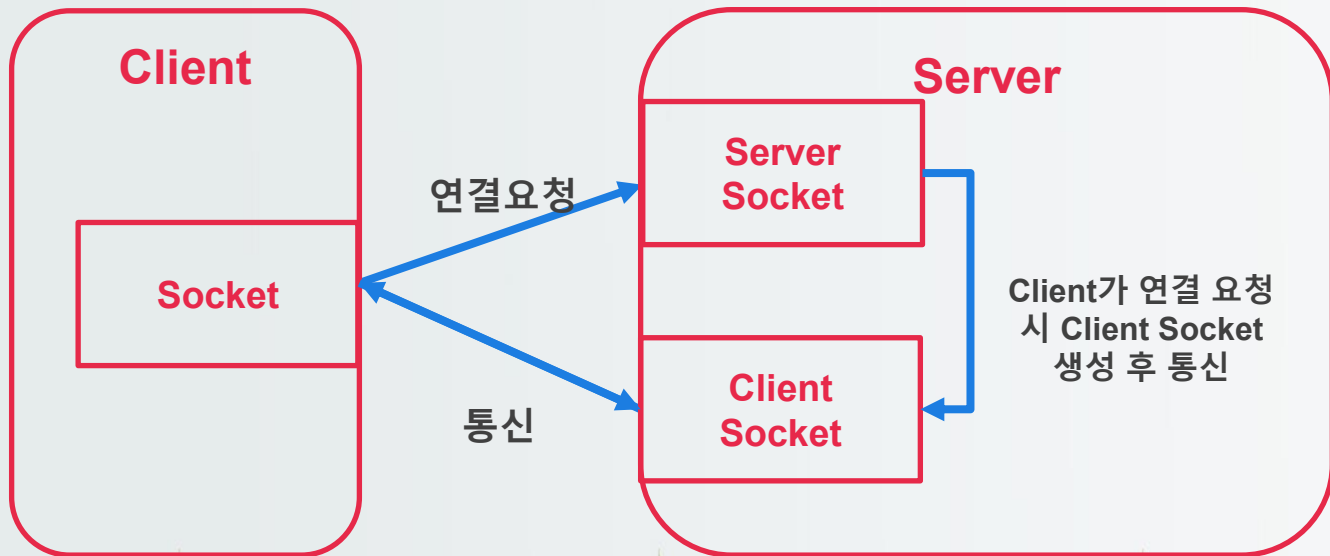 Client
Server
Server
Socket
연결요청
Socket
Client가 연결 요청
시 Client Socket
생성 후 통신
Client
Socket
통신